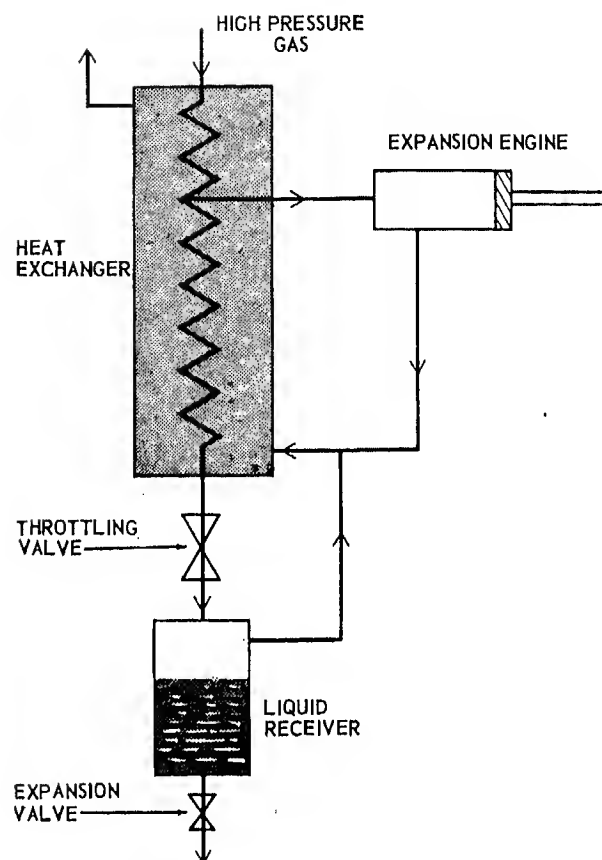 HIGH PRESSURE
GAS
EXPANSION ENGINE
HEAT
EXCHANGER
THROTTLING
VALVE
LIQUID
RECEIVER
EXPANSION
VALVE